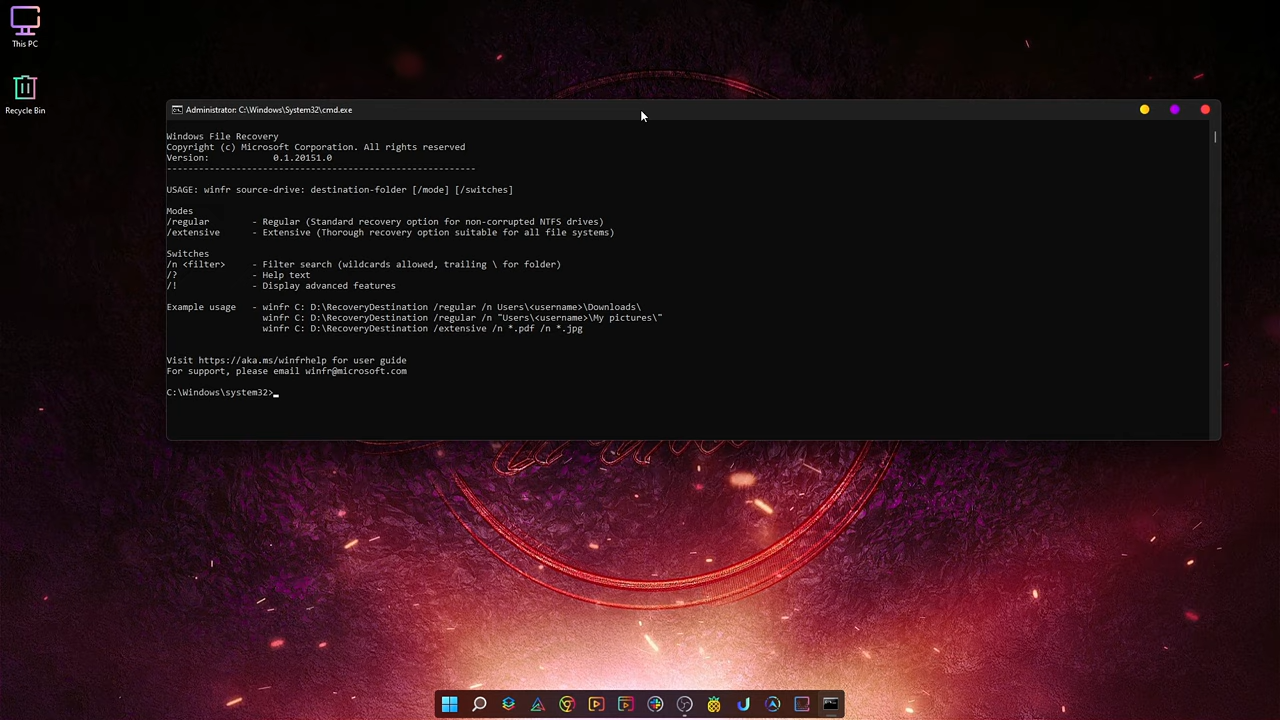 This PC
Recycle Bin
Administrator: C:\Windows\System32\cmd.exe
Windows File Recovery
Copyright (c) Microsoft Corporation. All rights reserved
Version:            0.1.20151.0
----------------------------------------------------------
USAGE: winfr source-drive: destination-folder [/mode] [/switches]
Modes
/regular        - Regular (Standard recovery option for non-corrupted NTFS drives)
/extensive      - Extensive (Thorough recovery option suitable for all file systems)
Switches
/n <filter>     - Filter search (wildcards allowed, trailing \ for folder)
/?              - Help text
/!              - Display advanced features
Example usage   - winfr C: D:\RecoveryDestination /regular /n Users\<username>\Downloads\
winfr C: D:\RecoveryDestination /regular /n "Users\<username>\My pictures\"
winfr C: D:\RecoveryDestination /extensive /n *.pdf /n *.jpg
Visit https://aka.ms/winfrhelp for user guide
For support, please email winfr@microsoft.com
C:\Windows\system32>